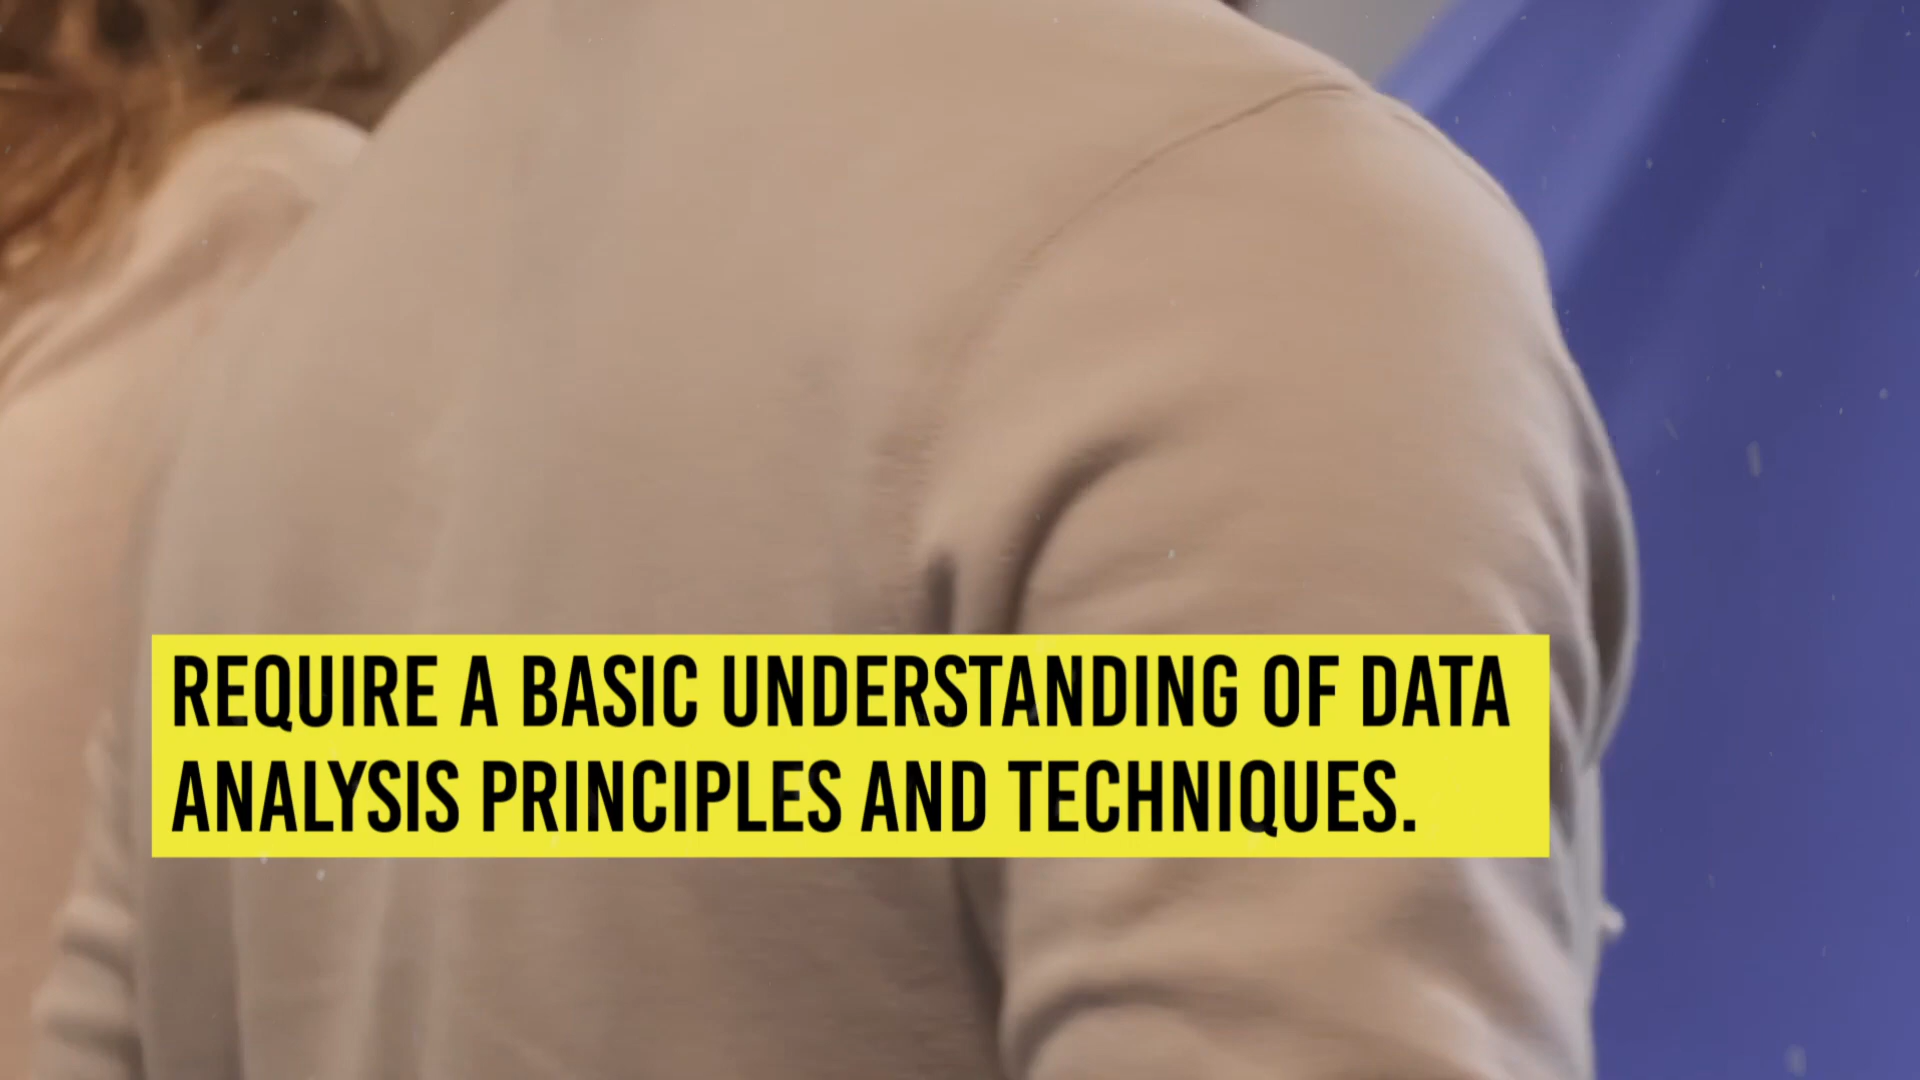 REQUIRE A BASIC UNDERSTANDING OF DATA
ANALYSIS PRINCIPLES AND TECHNIQUES.